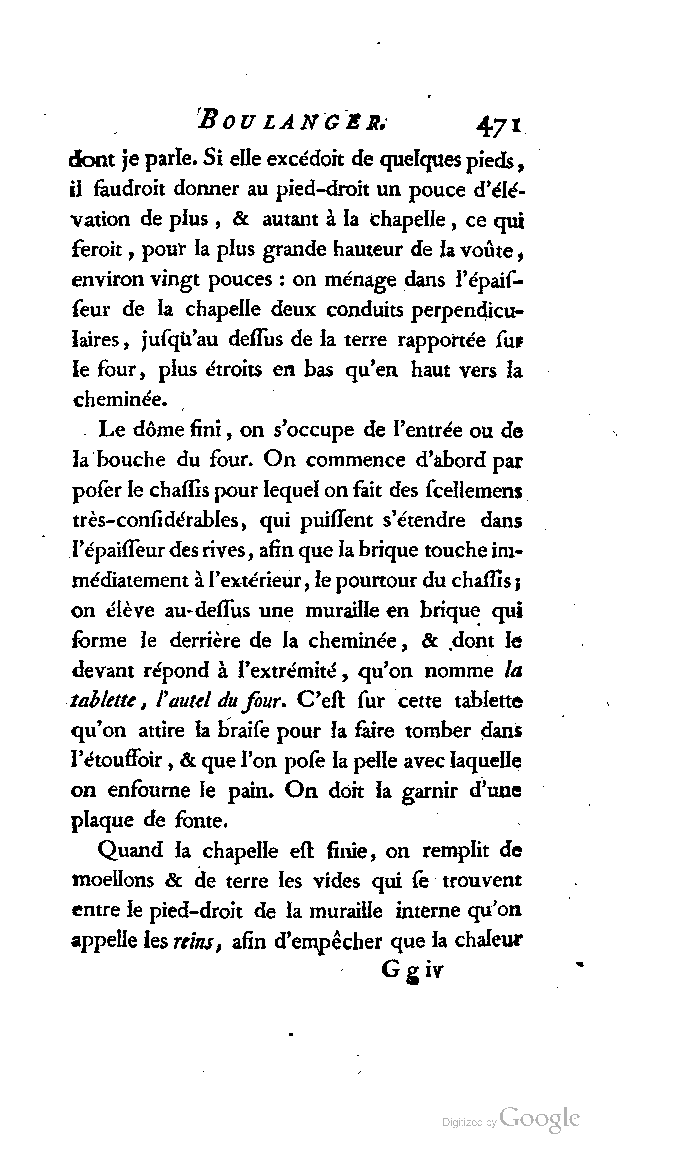 BOULANGER. 471
dont je parle. Si elle excédoit de quelques pieds,
il faudroit donner au pied-droit un pouce d'élé-
vation de plus, & autant à la chapelle, ce qui
feroit, pour la plus grande hauteur de la voûte,
environ vingt pouces : on ménage dans l'épaiſ-
ſeur de la chapelle deux conduits perpendicu-
laires, juſqu'au deſſus de la terre rapportée ſur
le four, plus étroits en bas qu'en haut vers la
cheminée.
Le dôme fini, on s'occupe de l'entrée ou de
la bouche du four. On commence d'abord par
poſer le chaſſis pour lequel on fait des ſcellemens
très-conſidérables, qui puiſſent s'étendre dans
l'épaiſſeur des rives, afin que la brique touche im-
médiatement à l'extérieur, le pourtour du chaſſis;
on élève au-deſſus une muraille en brique qui
forme le derrière de la cheminée, & dont le
devant répond à l'extrémité, qu'on nomme la
tablette, l'autel du four. C'eſt ſur cette tablette
qu'on attire la braiſe pour la faire tomber dans
l'étouffoir, & que l'on poſe la pelle avec laquelle
on enfourne le pain. On doit la garnir d'une
plaque de fonte.
Quand la chapelle eſt finie, on remplit de
moellons & de terre les vides qui ſe trouvent
entre le pied-droit de la muraille interne qu'on
appelle les reins, afin d'empêcher que la chaleur
G g iv
Digitized by Google